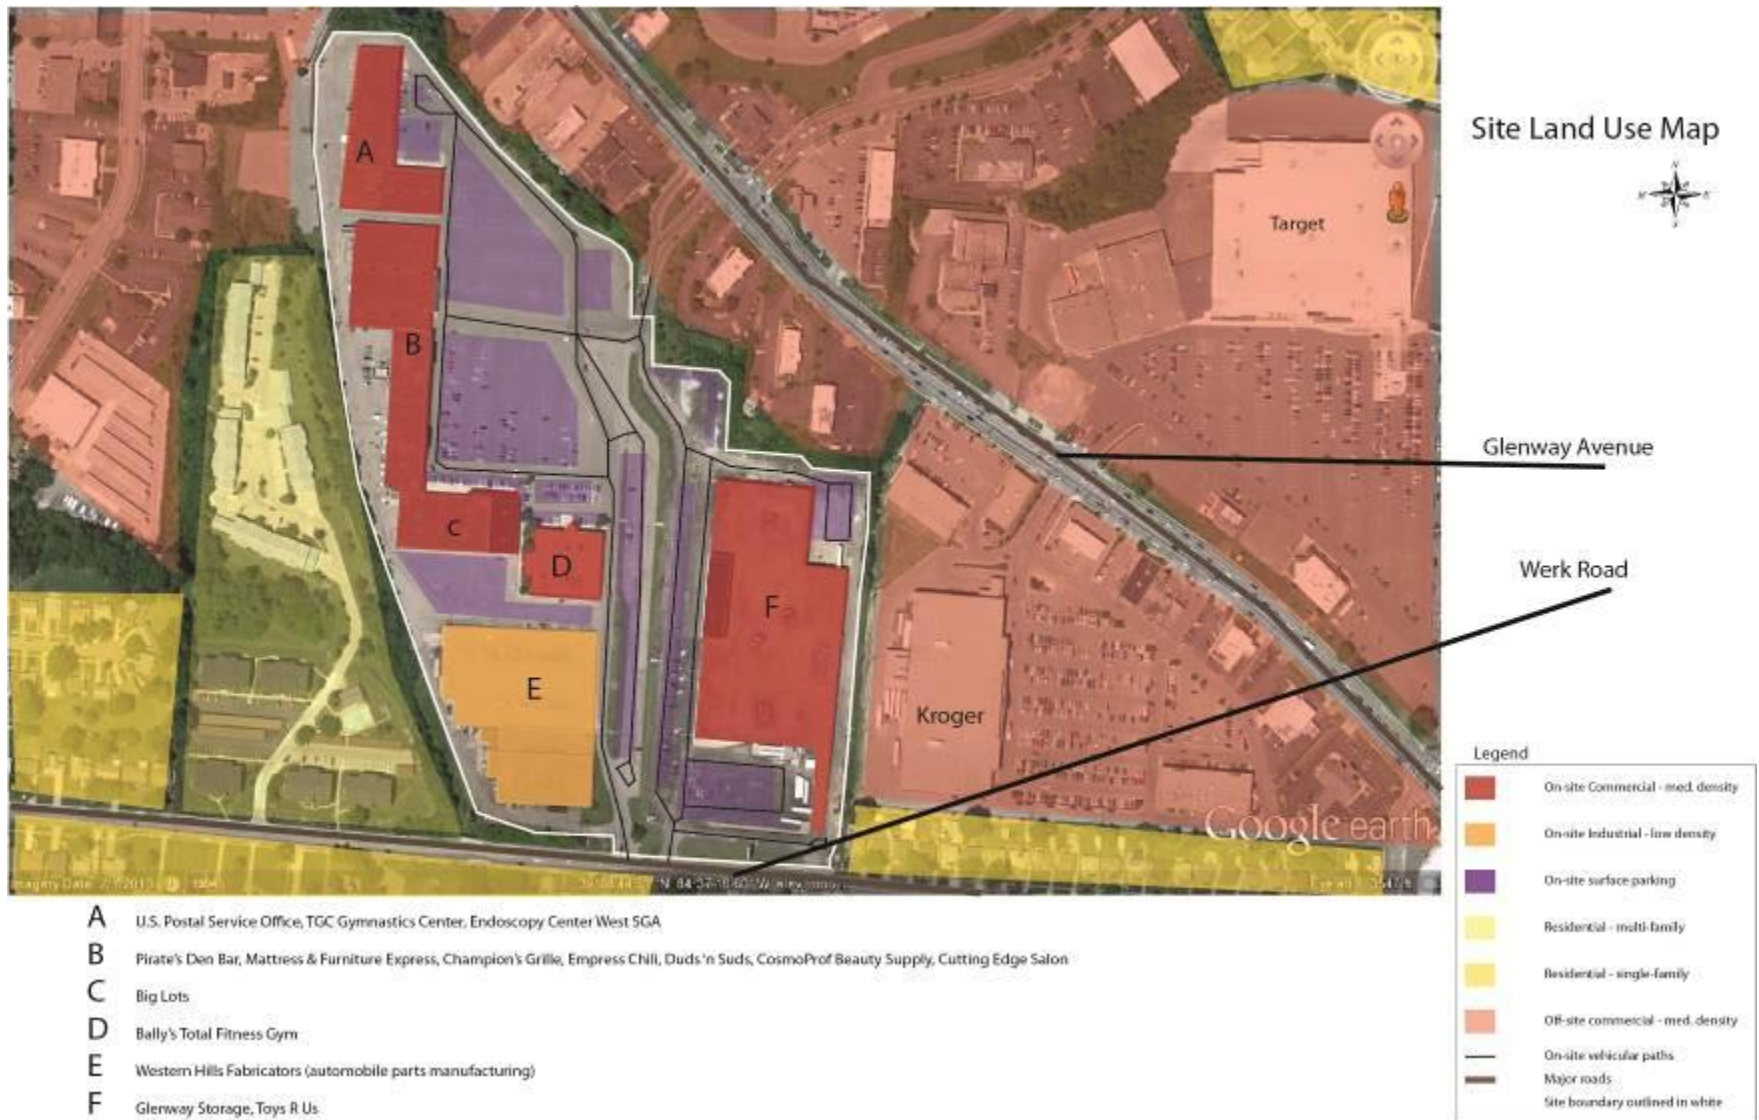 Site Land Use Map
N
A
B
C
D
E
F
Target
Kroger
Glenway Avenue
Werk Road
Google earth
Legend
On-site Commercial - med. density
On-site Industrial - low density
On-site surface parking
Residential - multi-family
Residential - single-family
Off-site commercial - med. density
On-site vehicular paths
Major roads
Site boundary outlined in white
A U.S. Postal Service Office, TGC Gymnastics Center, Endoscopy Center West SGA
B Pirate's Den Bar, Mattress & Furniture Express, Champion's Grille, Empress Chili, Duds 'n Suds, CosmoProf Beauty Supply, Cutting Edge Salon
C Big Lots
D Bally's Total Fitness Gym
E Western Hills Fabricators (automobile parts manufacturing)
F Glenway Storage, Toys R Us